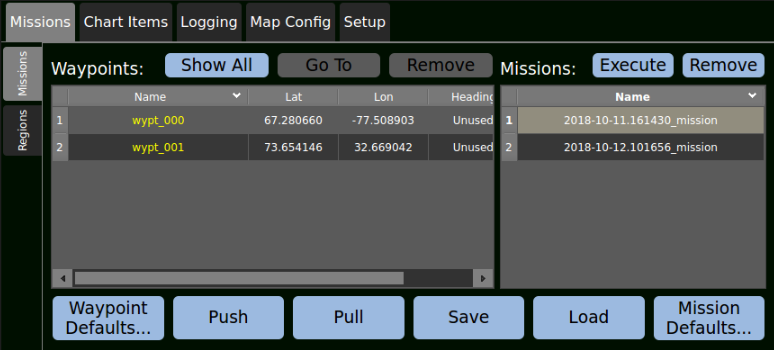 Missions Chart Items Logging Map Config Setup
Missions
Regions
Waypoints: Show All Go To Remove
Name Lat Lon Heading
1 wypt_000 67.280660 -77.508903 Unused
2 wypt_001 73.654146 32.669042 Unused
Missions: Execute Remove
Name
1 2018-10-11.161430_mission
2 2018-10-12.101656_mission
Waypoint
Defaults... Push Pull Save Load Mission
Defaults...